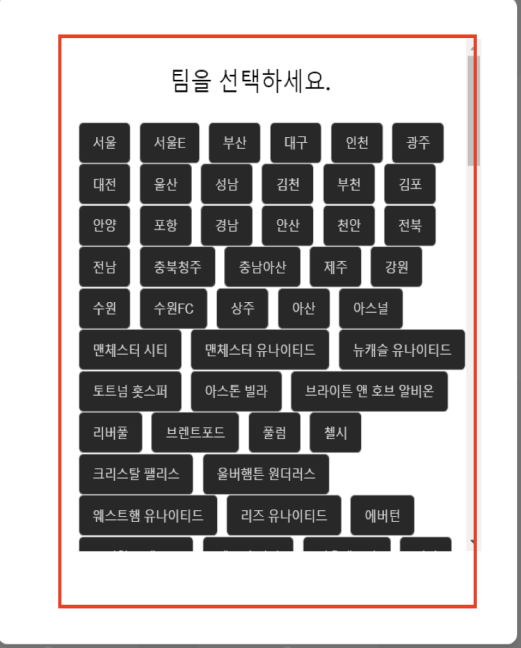 팀을 선택하세요.
서울 서울E 부산 대구 인천 광주
대전 울산 성남 김천 부천 김포
안양 포항 경남 안산 천안 전북
전남 충북청주 충남아산 제주 강원
수원 수원FC 상주 아산 아스널
맨체스터 시티 맨체스터 유나이티드 뉴캐슬 유나이티드
토트넘 홋스퍼 아스톤 빌라 브라이튼 앤 호브 알비온
리버풀 브렌트포드 풀럼 첼시
크리스탈 팰리스 울버햄튼 원더러스
웨스트햄 유나이티드 리즈 유나이티드 에버턴